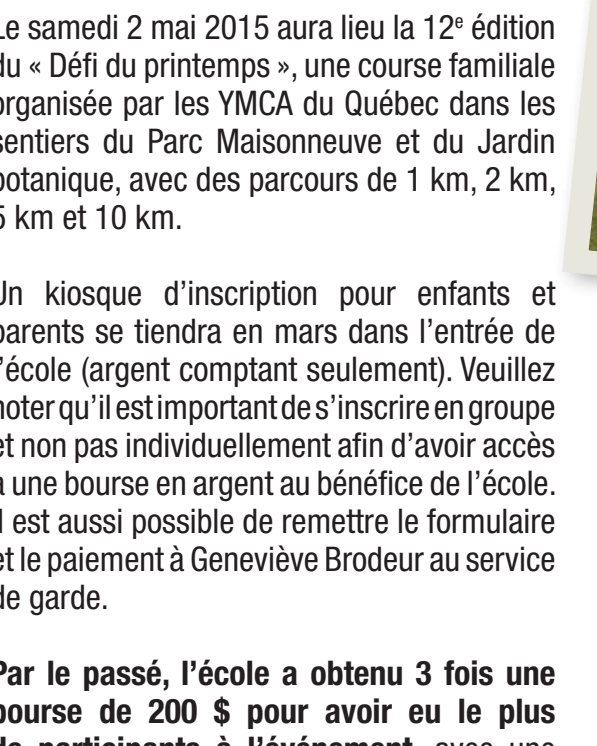 Le samedi 2 mai 2015 aura lieu la 12e édition
du « Défi du printemps », une course familiale
organisée par les YMCA du Québec dans les
sentiers du Parc Maisonneuve et du Jardin
botanique, avec des parcours de 1 km, 2 km,
5 km et 10 km.
Un kiosque d’inscription pour enfants et
parents se tiendra en mars dans l’entrée de
l’école (argent comptant seulement). Veuillez
noter qu’il est important de s’inscrire en groupe
et non pas individuellement afin d’avoir accès
à une bourse en argent au bénéfice de l’école.
Il est aussi possible de remettre le formulaire
et le paiement à Geneviève Brodeur au service
de garde.
Par le passé, l’école a obtenu 3 fois une
bourse de 200 $ pour avoir eu le plus
de participants à l’événement, avec une